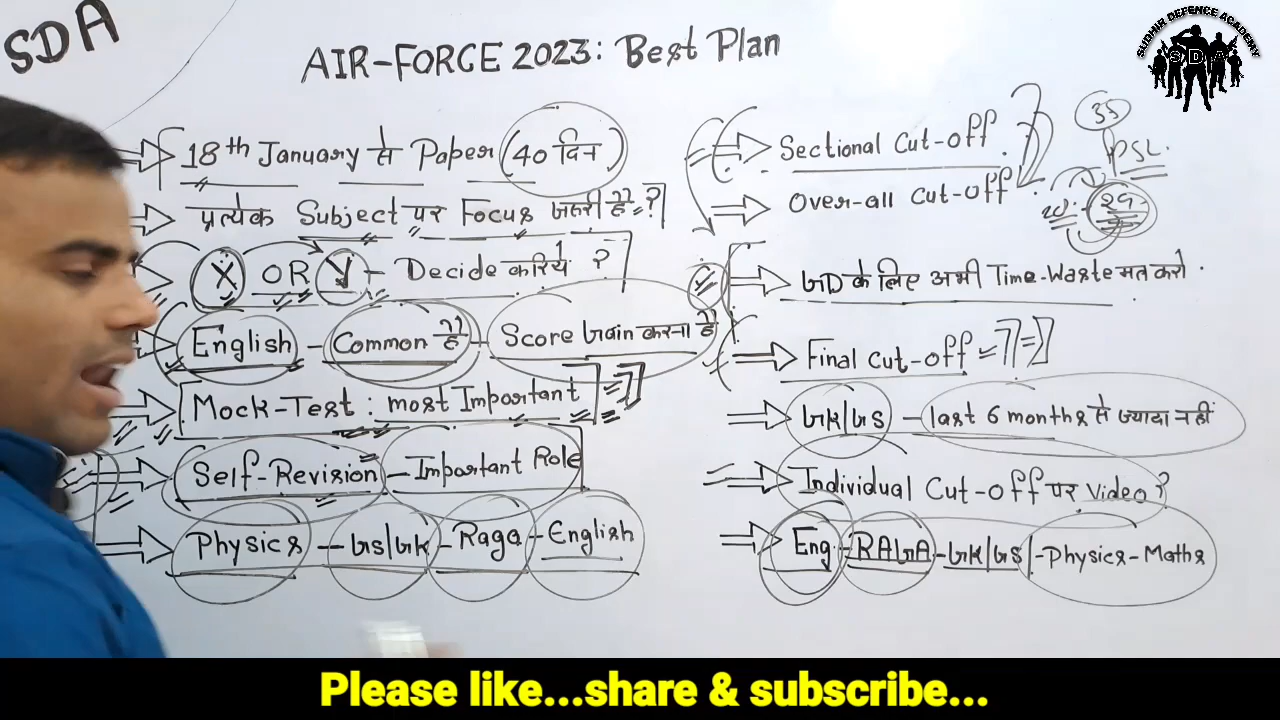 SDA
AIR-FORCE 2023: Best Plan
SUDHIR DEFENCE ACADEMY
SDA
18th January से Paper (40 दिन)
प्रत्येक Subject पर Focus जरूरी है ?
X OR Y - Decide करिये ?
English - Common है - Score Gain करना है
Mock-Test : most Important
Self-Revision - Important Role
Physics - GS/GK - Raga - English
Sectional Cut-off
Over-all Cut-off
35
PSL
GD के लिए अभी Time-Waste मत करो
Final Cut-off
GK/GS - last 6 months से ज्यादा नहीं
Individual Cut-off पर Video ?
Eng - RAGA - GK/GS - Physics - Maths
Please like...share & subscribe...